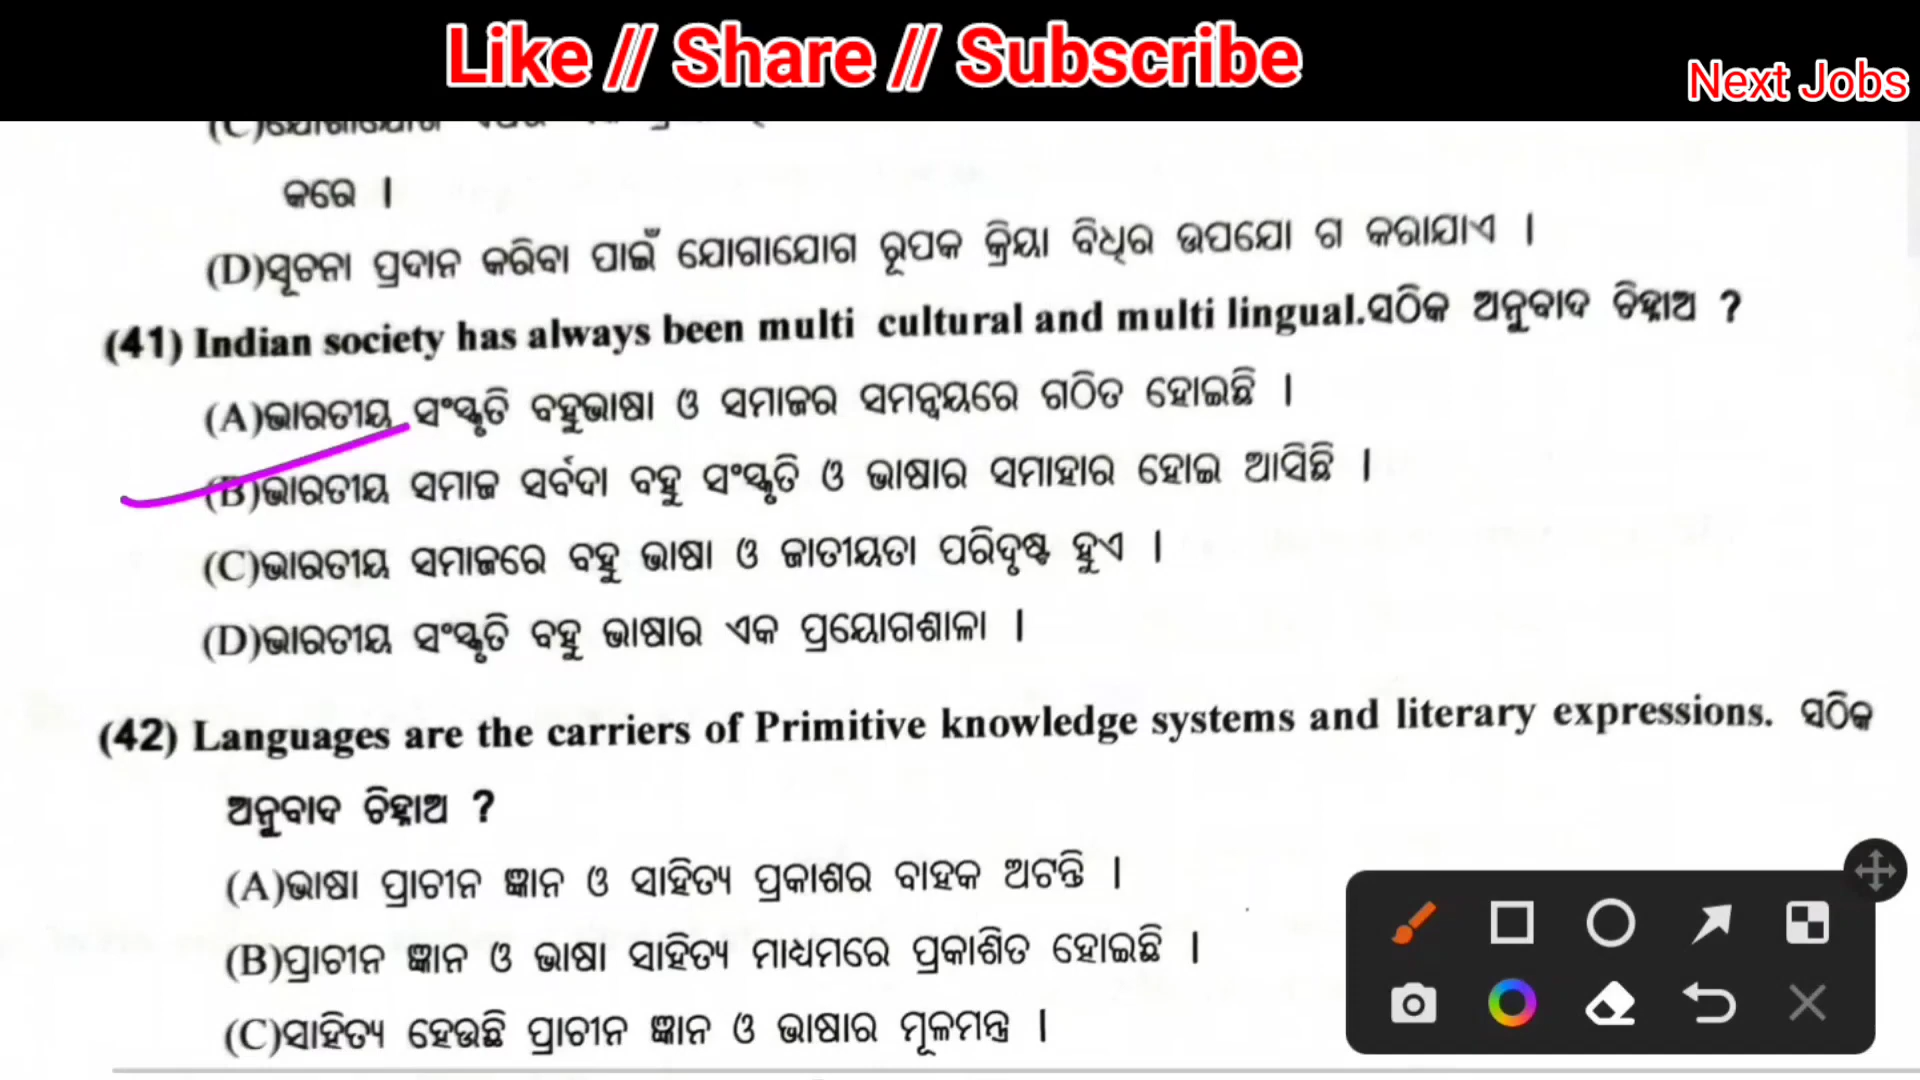 Like // Share // Subscribe
Next Jobs
(C)ଯୋଗାଯୋଗ
କରେ ।
(D)ସୂଚନା ପ୍ରଦାନ କରିବା ପାଇଁ ଯୋଗାଯୋଗ ରୂପକ କ୍ରିୟା ବିଧିର ଉପଯୋ ଗ କରାଯାଏ ।
(41) Indian society has always been multi cultural and multi lingual.ସଠିକ ଅନୁବାଦ ଚିହ୍ନାଅ ?
(A)ଭାରତୀୟ ସଂସ୍କୃତି ବହୁଭାଷା ଓ ସମାଜର ସମନ୍ୱୟରେ ଗଠିତ ହୋଇଛି ।
(B)ଭାରତୀୟ ସମାଜ ସର୍ବଦା ବହୁ ସଂସ୍କୃତି ଓ ଭାଷାର ସମାହାର ହୋଇ ଆସିଛି ।
(C)ଭାରତୀୟ ସମାଜରେ ବହୁ ଭାଷା ଓ ଜାତୀୟତା ପରିଦୃଷ୍ଟ ହୁଏ ।
(D)ଭାରତୀୟ ସଂସ୍କୃତି ବହୁ ଭାଷାର ଏକ ପ୍ରୟୋଗଶାଳା ।
(42) Languages are the carriers of Primitive knowledge systems and literary expressions. ସଠିକ
ଅନୁବାଦ ଚିହ୍ନାଅ ?
(A)ଭାଷା ପ୍ରାଚୀନ ଜ୍ଞାନ ଓ ସାହିତ୍ୟ ପ୍ରକାଶର ବାହକ ଅଟନ୍ତି ।
(B)ପ୍ରାଚୀନ ଜ୍ଞାନ ଓ ଭାଷା ସାହିତ୍ୟ ମାଧ୍ୟମରେ ପ୍ରକାଶିତ ହୋଇଛି ।
(C)ସାହିତ୍ୟ ହେଉଛି ପ୍ରାଚୀନ ଜ୍ଞାନ ଓ ଭାଷାର ମୂଳମନ୍ତ୍ର ।